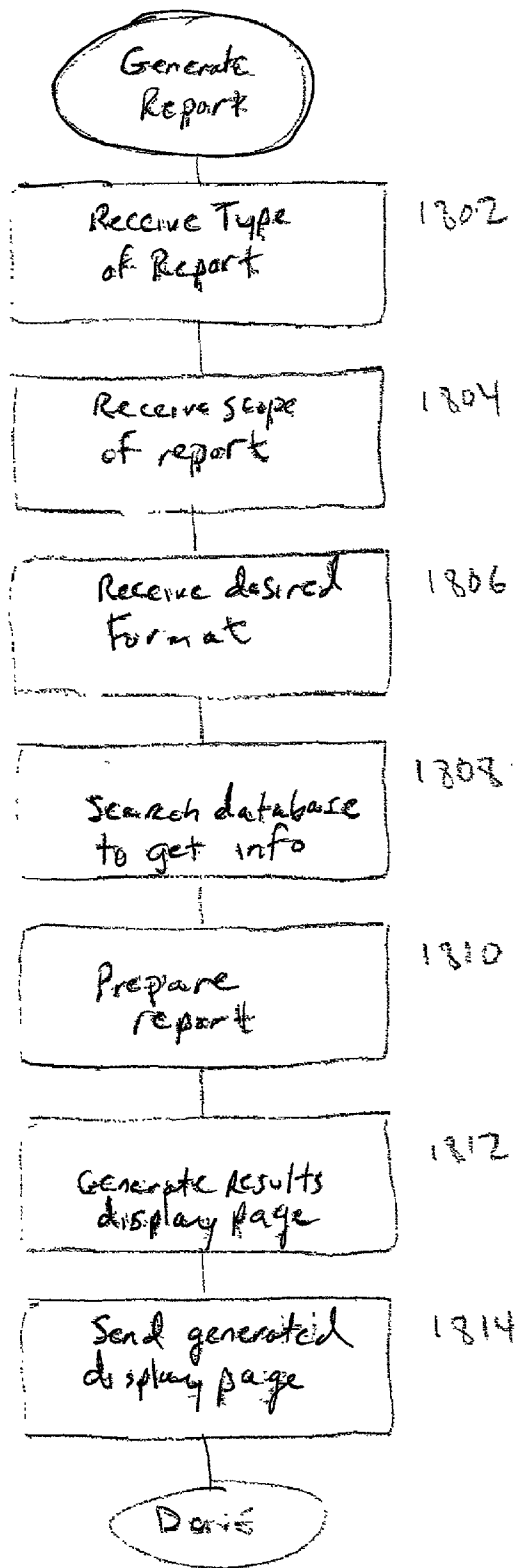 Generate
Report
Receive Type
of Report
1802
Receive scope
of report
1804
Receive desired
Format
1806
Search database
to get info
1808
Prepare
report
1810
Generate Results
display page
1812
Send generated
display page
1814
Done